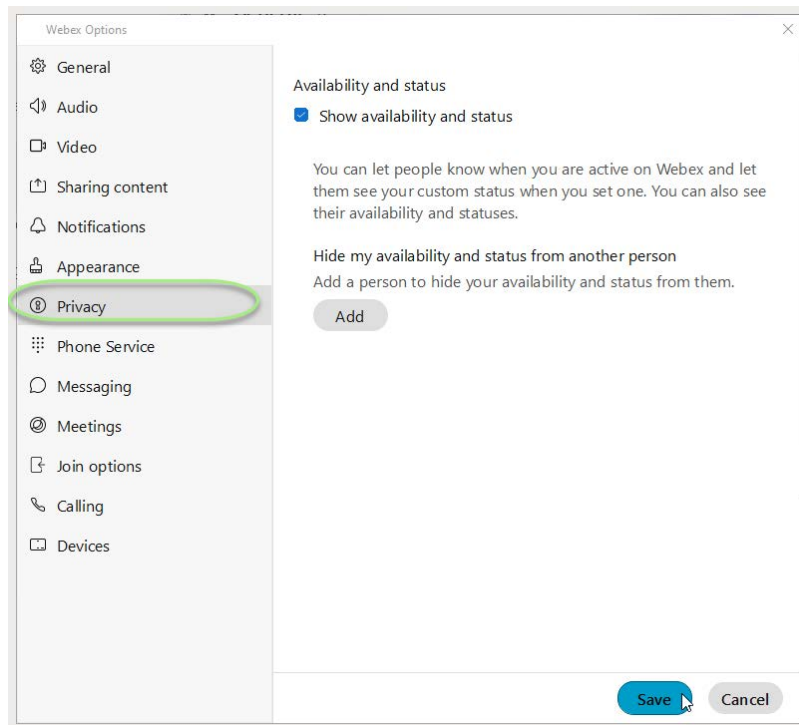 Webex Options
General
Audio
Video
Sharing content
Notifications
Appearance
Privacy
Phone Service
Messaging
Meetings
Join options
Calling
Devices
Availability and status
Show availability and status
You can let people know when you are active on Webex and let
them see your custom status when you set one. You can also see
their availability and statuses.
Hide my availability and status from another person
Add a person to hide your availability and status from them.
Add
Save
Cancel